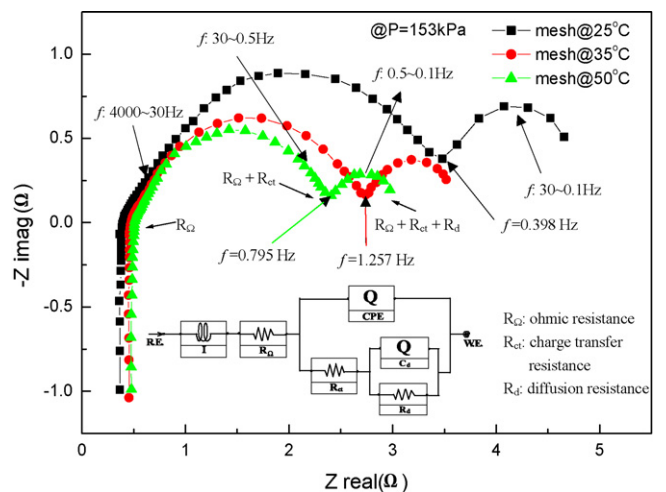 @P=153kPa
mesh@25°C
mesh@35°C
mesh@50°C
f: 30~0.5Hz
f: 0.5~0.1Hz
f: 4000~30Hz
RΩ
RΩ + Rct
RΩ + Rct + Rd
f: 30~0.1Hz
f=0.398 Hz
f=0.795 Hz
f=1.257 Hz
R.E.
I
RΩ
Q
CPE
Rct
Q
Cd
Rd
W.E.
RΩ: ohmic resistance
Rct: charge transfer
resistance
Rd: diffusion resistance
-Z imag(Ω)
1.0
0.5
0.0
-0.5
-1.0
0 1 2 3 4 5
Z real(Ω)